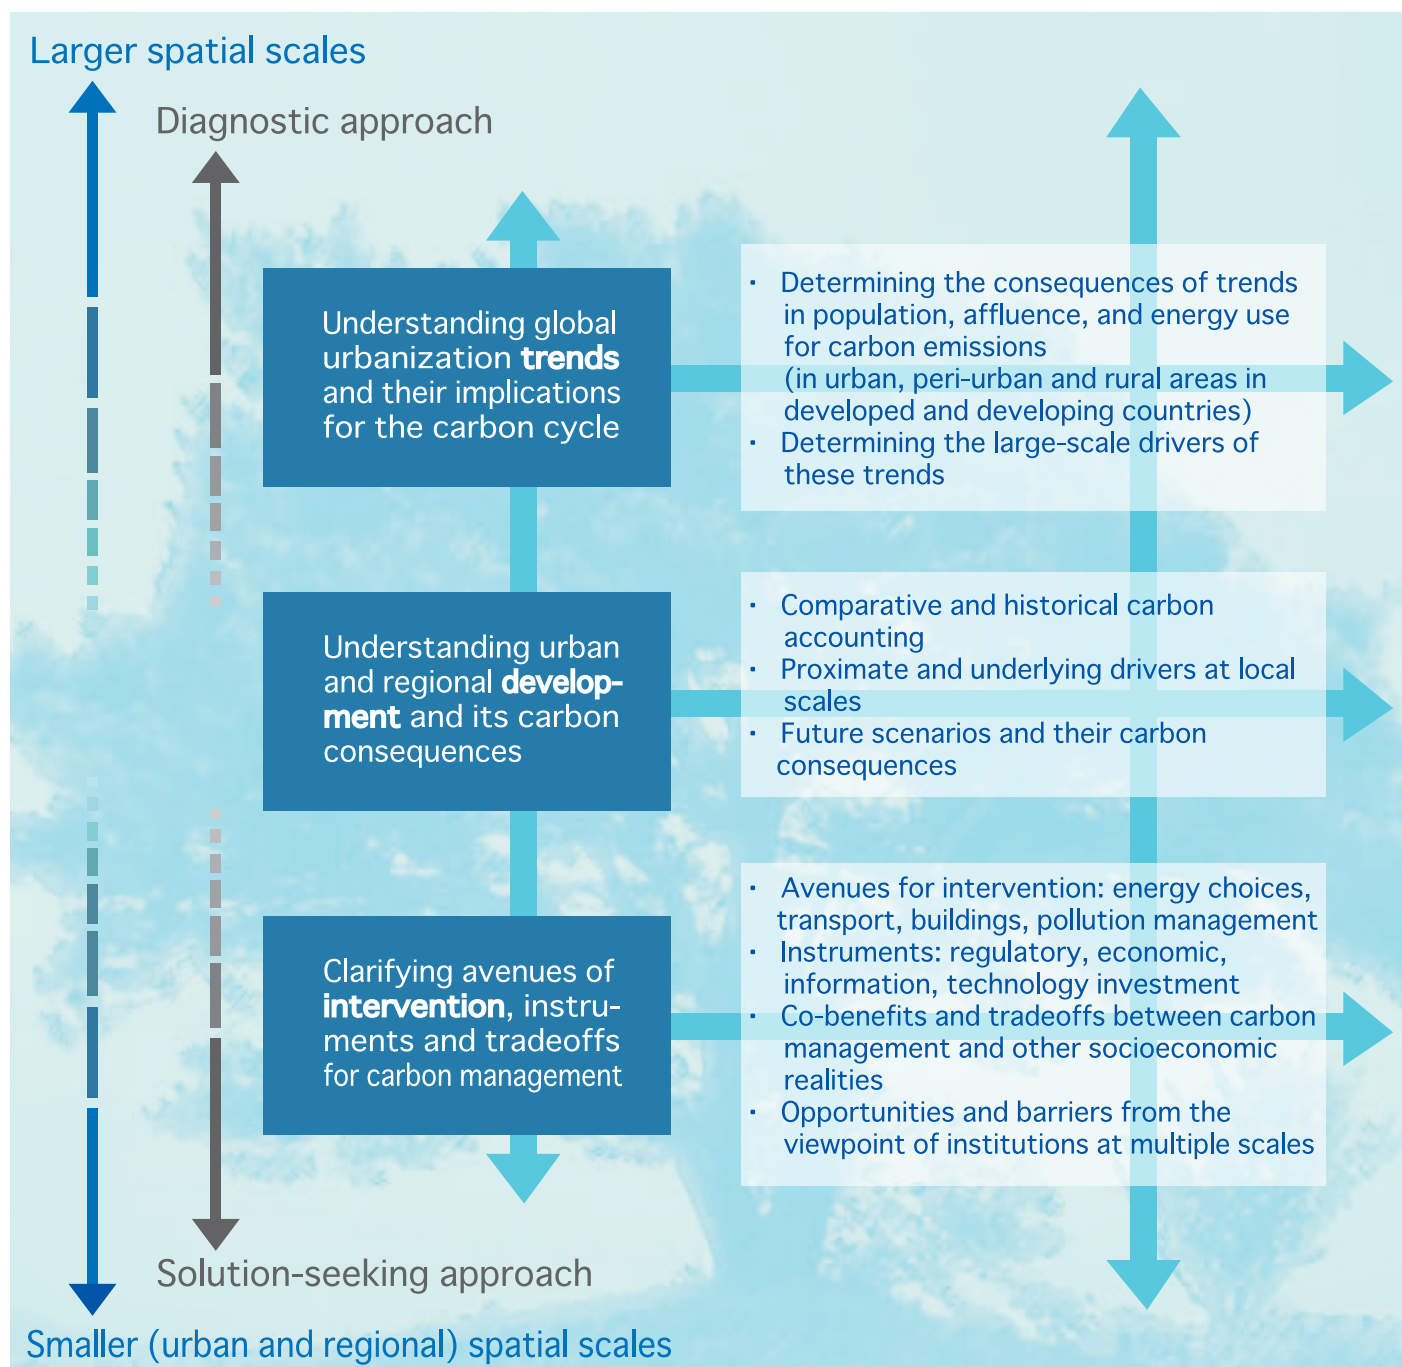 Larger spatial scales
Diagnostic approach
Understanding global
urbanization trends
and their implications
for the carbon cycle
· Determining the consequences of trends
in population, affluence, and energy use
for carbon emissions
(in urban, peri-urban and rural areas in
developed and developing countries)
· Determining the large-scale drivers of
these trends
Understanding urban
and regional develop-
ment and its carbon
consequences
· Comparative and historical carbon
accounting
· Proximate and underlying drivers at local
scales
· Future scenarios and their carbon
consequences
Clarifying avenues of
intervention, instru-
ments and tradeoffs
for carbon management
· Avenues for intervention: energy choices,
transport, buildings, pollution management
· Instruments: regulatory, economic,
information, technology investment
· Co-benefits and tradeoffs between carbon
management and other socioeconomic
realities
· Opportunities and barriers from the
viewpoint of institutions at multiple scales
Solution-seeking approach
Smaller (urban and regional) spatial scales